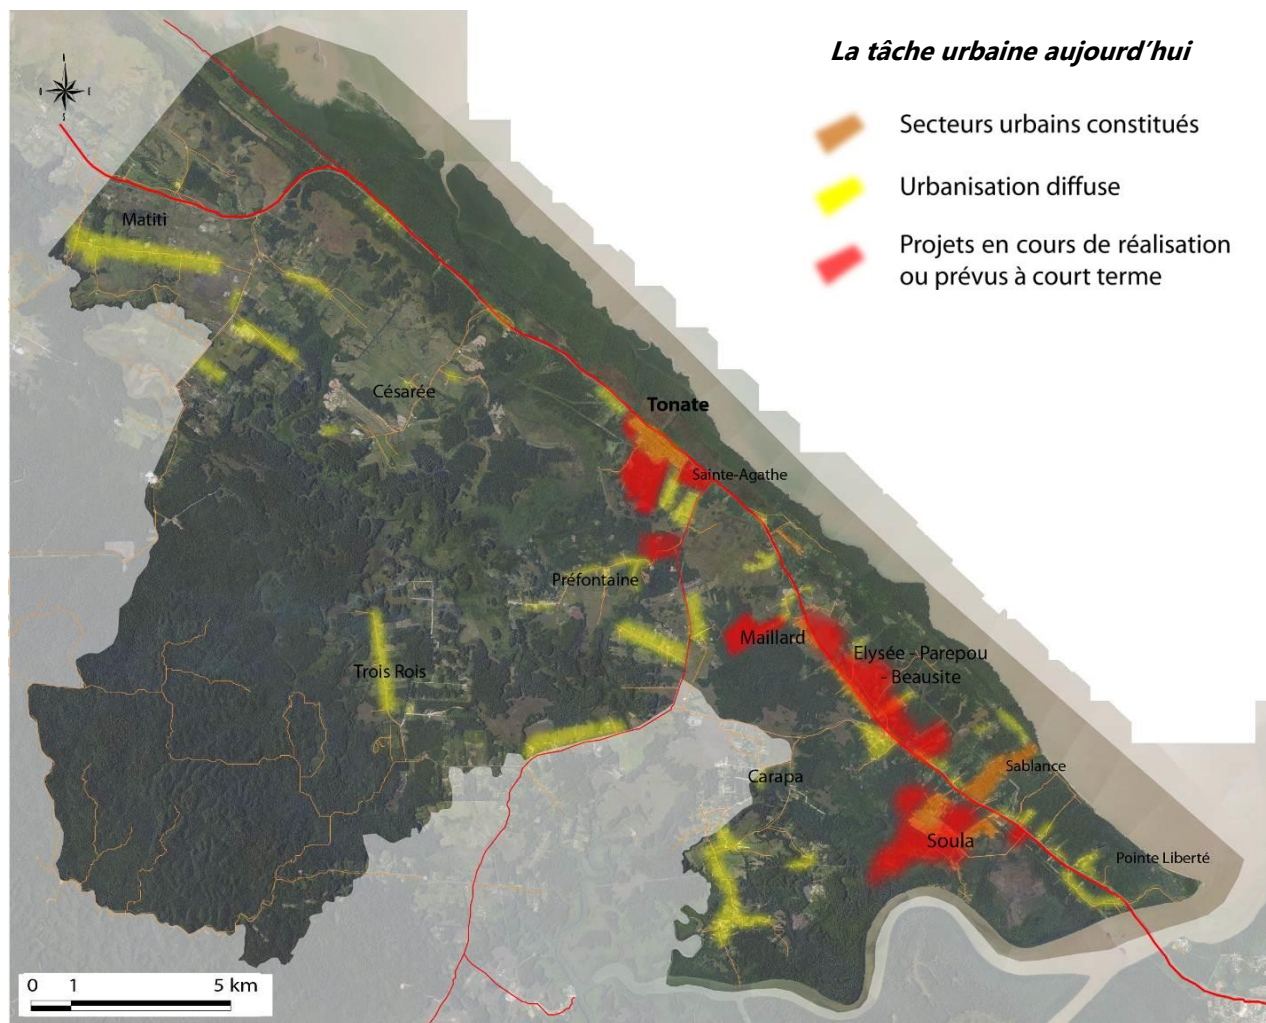 La tâche urbaine aujourd'hui
Secteurs urbains constitués
Urbanisation diffuse
Projets en cours de réalisation
ou prévus à court terme
Matiti
Césarée
Tonate
Sainte-Agathe
Préfontaine
Maillard
Elysée - Parepou
- Beausite
Trois Rois
Sablance
Carapa
Soula
Pointe Liberté
0 1 5 km